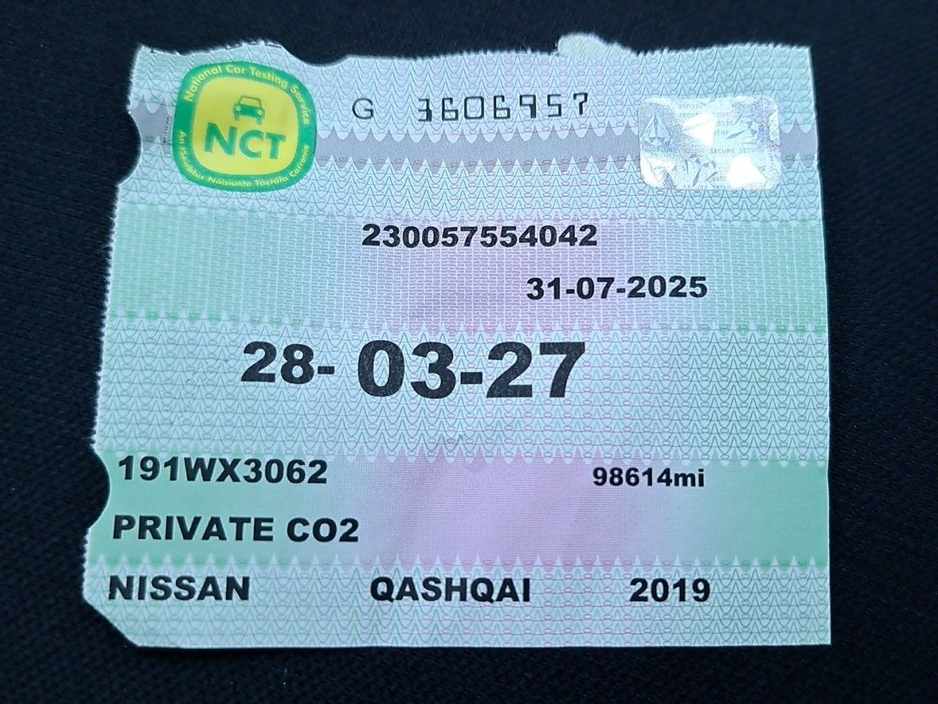 National Car Testing Service
NCT
An tSeirbhís Náisiúnta Tástála Carranna
G 3606957
SECURE
230057554042
31-07-2025
28- 03-27
191WX3062 98614mi
PRIVATE CO2
NISSAN QASHQAI 2019